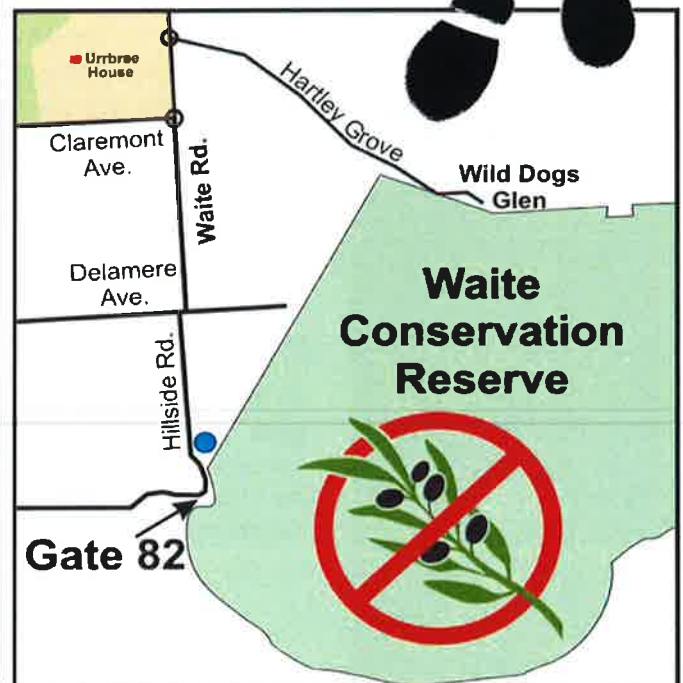 Urrbrae
House
Hartley Grove
Claremont
Ave.
Waite Rd.
Wild Dogs
Glen
Delamere
Ave.
Waite
Conservation
Reserve
Hillside Rd.
Gate 82